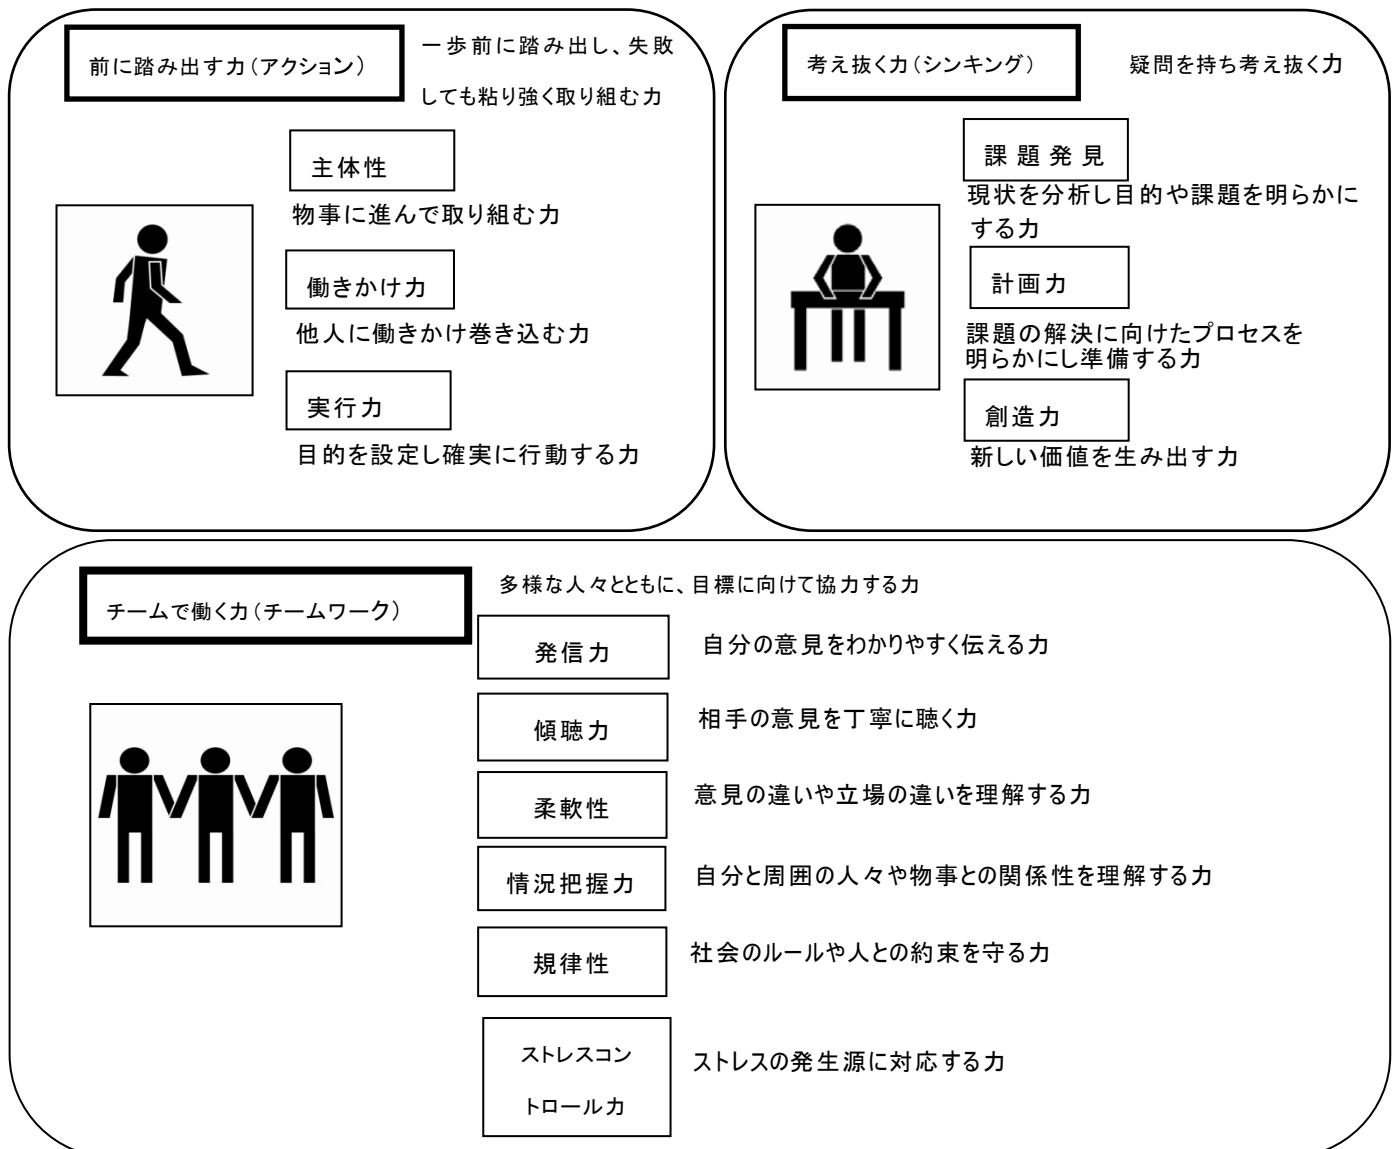 前に踏み出す力（アクション）
一歩前に踏み出し、失敗
しても粘り強く取り組む力
主体性
物事に進んで取り組む力
働きかけ力
他人に働きかけ巻き込む力
実行力
目的を設定し確実に行動する力
考え抜く力（シンキング）
疑問を持ち考え抜く力
課題発見
現状を分析し目的や課題を明らかに
する力
計画力
課題の解決に向けたプロセスを
明らかにし準備する力
創造力
新しい価値を生み出す力
チームで働く力（チームワーク）
多様な人々とともに、目標に向けて協力する力
発信力
自分の意見をわかりやすく伝える力
傾聴力
相手の意見を丁寧に聴く力
柔軟性
意見の違いや立場の違いを理解する力
情況把握力
自分と周囲の人々や物事との関係性を理解する力
規律性
社会のルールや人との約束を守る力
ストレスコン
トロール力
ストレスの発生源に対応する力